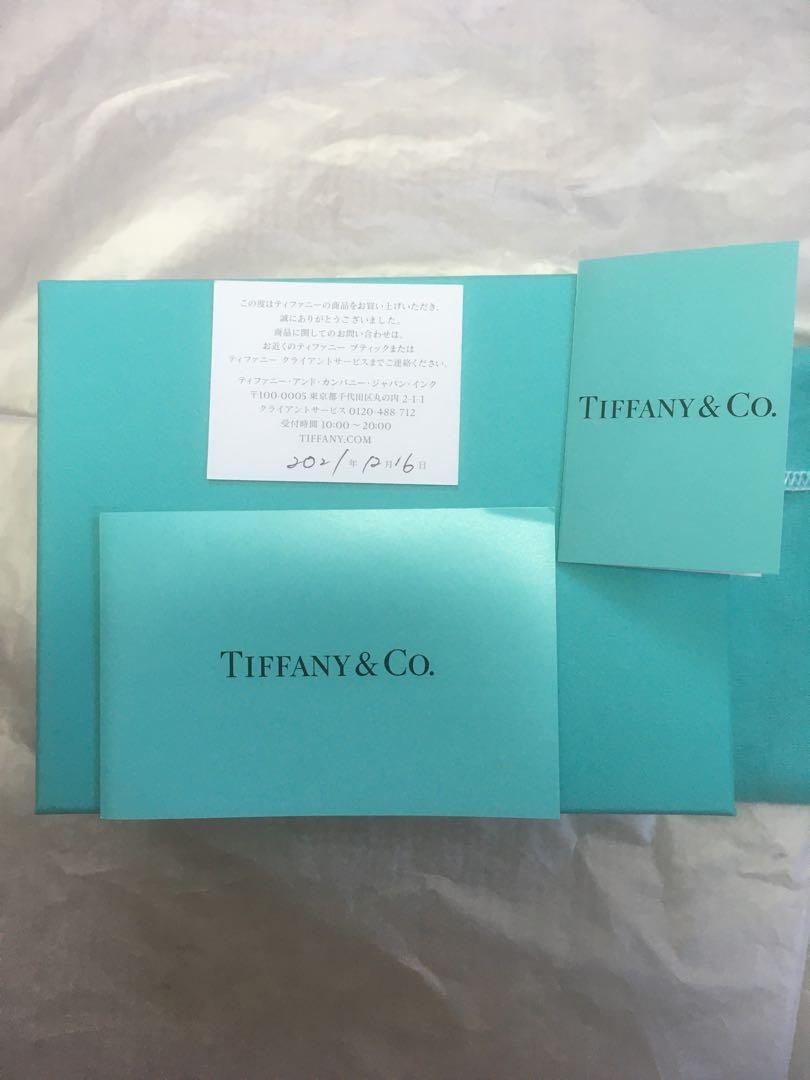 この度はティファニーの商品をお買い上げいただき、
誠にありがとうございました。
商品に関してのお問い合わせは、
お近くのティファニー ブティックまたは
ティファニー クライアントサービスまでご連絡ください。
ティファニー・アンド・カンパニー・ジャパン・インク
〒100-0005 東京都千代田区丸の内 2-1-1
クライアントサービス 0120-488-712
受付時間 10:00～20:00
TIFFANY.COM
2021年12月16日
TIFFANY & CO.
TIFFANY & CO.